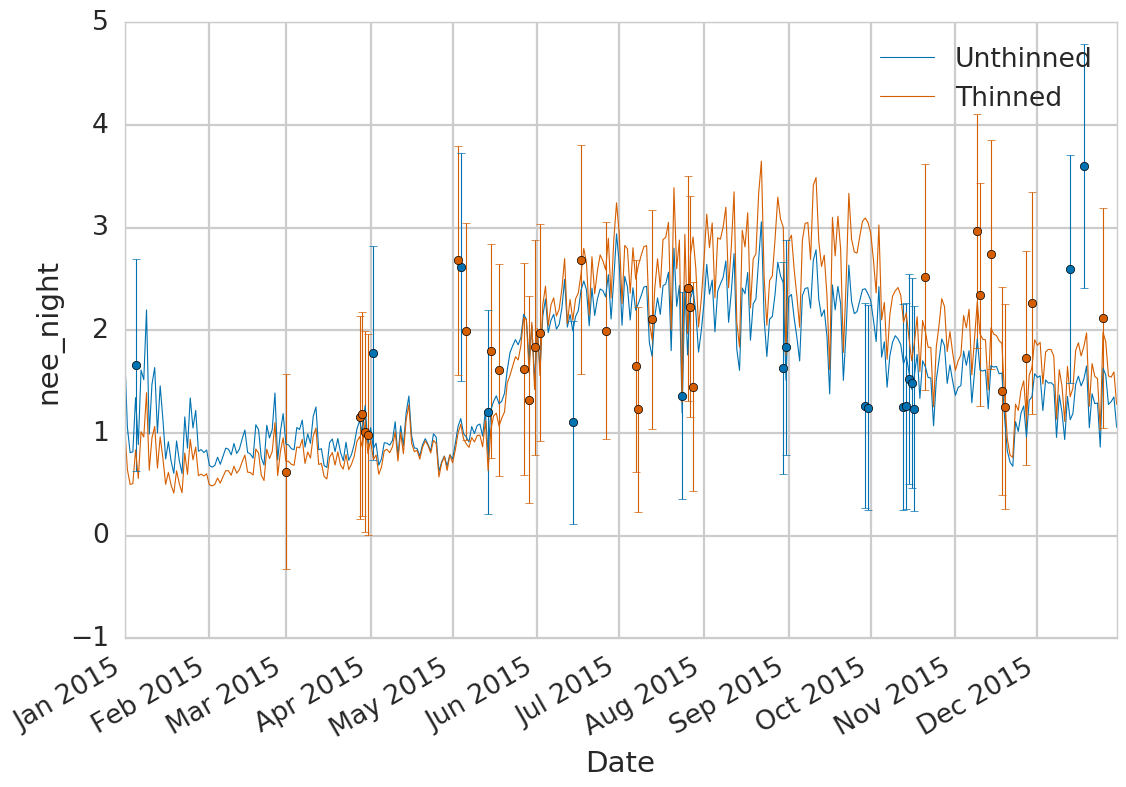 5
4
3
2
1
0
−1
nee_night
Unthinned
Thinned
Jan 2015
Feb 2015
Mar 2015
Apr 2015
May 2015
Jun 2015
Jul 2015
Aug 2015
Sep 2015
Oct 2015
Nov 2015
Dec 2015
Date